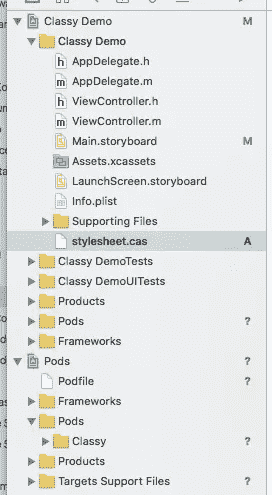 Classy Demo M
Classy Demo
h AppDelegate.h
m AppDelegate.m
h ViewController.h
m ViewController.m
Main.storyboard M
Assets.xcassets
LaunchScreen.storyboard
Info.plist
Supporting Files
stylesheet.cas A
Classy DemoTests
Classy DemoUITests
Products
Pods ?
Frameworks
Pods ?
Podfile ?
Frameworks
Pods
Classy ?
Products
Targets Support Files ?